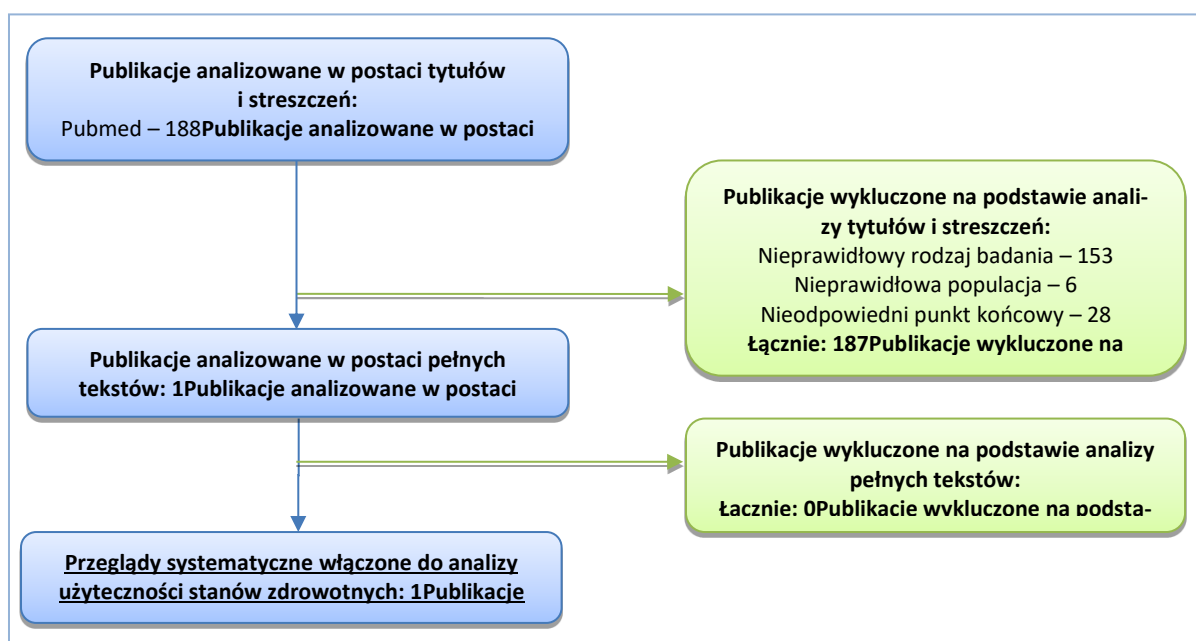 Publikacje analizowane w postaci tytułów
i streszczeń:
Pubmed – 188Publikacje analizowane w postaci
Publikacje wykluczone na podstawie anali-
zy tytułów i streszczeń:
Nieprawidłowy rodzaj badania – 153
Nieprawidłowa populacja – 6
Nieodpowiedni punkt końcowy – 28
Łącznie: 187Publikacje wykluczone na
Publikacje analizowane w postaci pełnych
tekstów: 1Publikacje analizowane w postaci
Publikacje wykluczone na podstawie analizy
pełnych tekstów:
Łącznie: 0Publikacje wykluczone na podsta-
Przeglądy systematyczne włączone do analizy
użyteczności stanów zdrowotnych: 1Publikacje